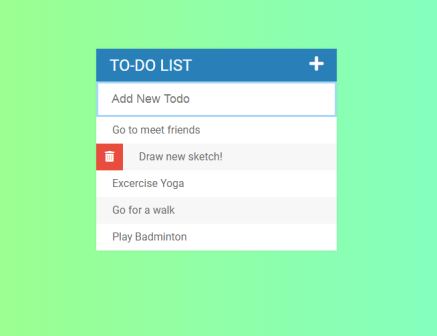 TO-DO LIST
Add New Todo
Go to meet friends
Draw new sketch!
Excercise Yoga
Go for a walk
Play Badminton